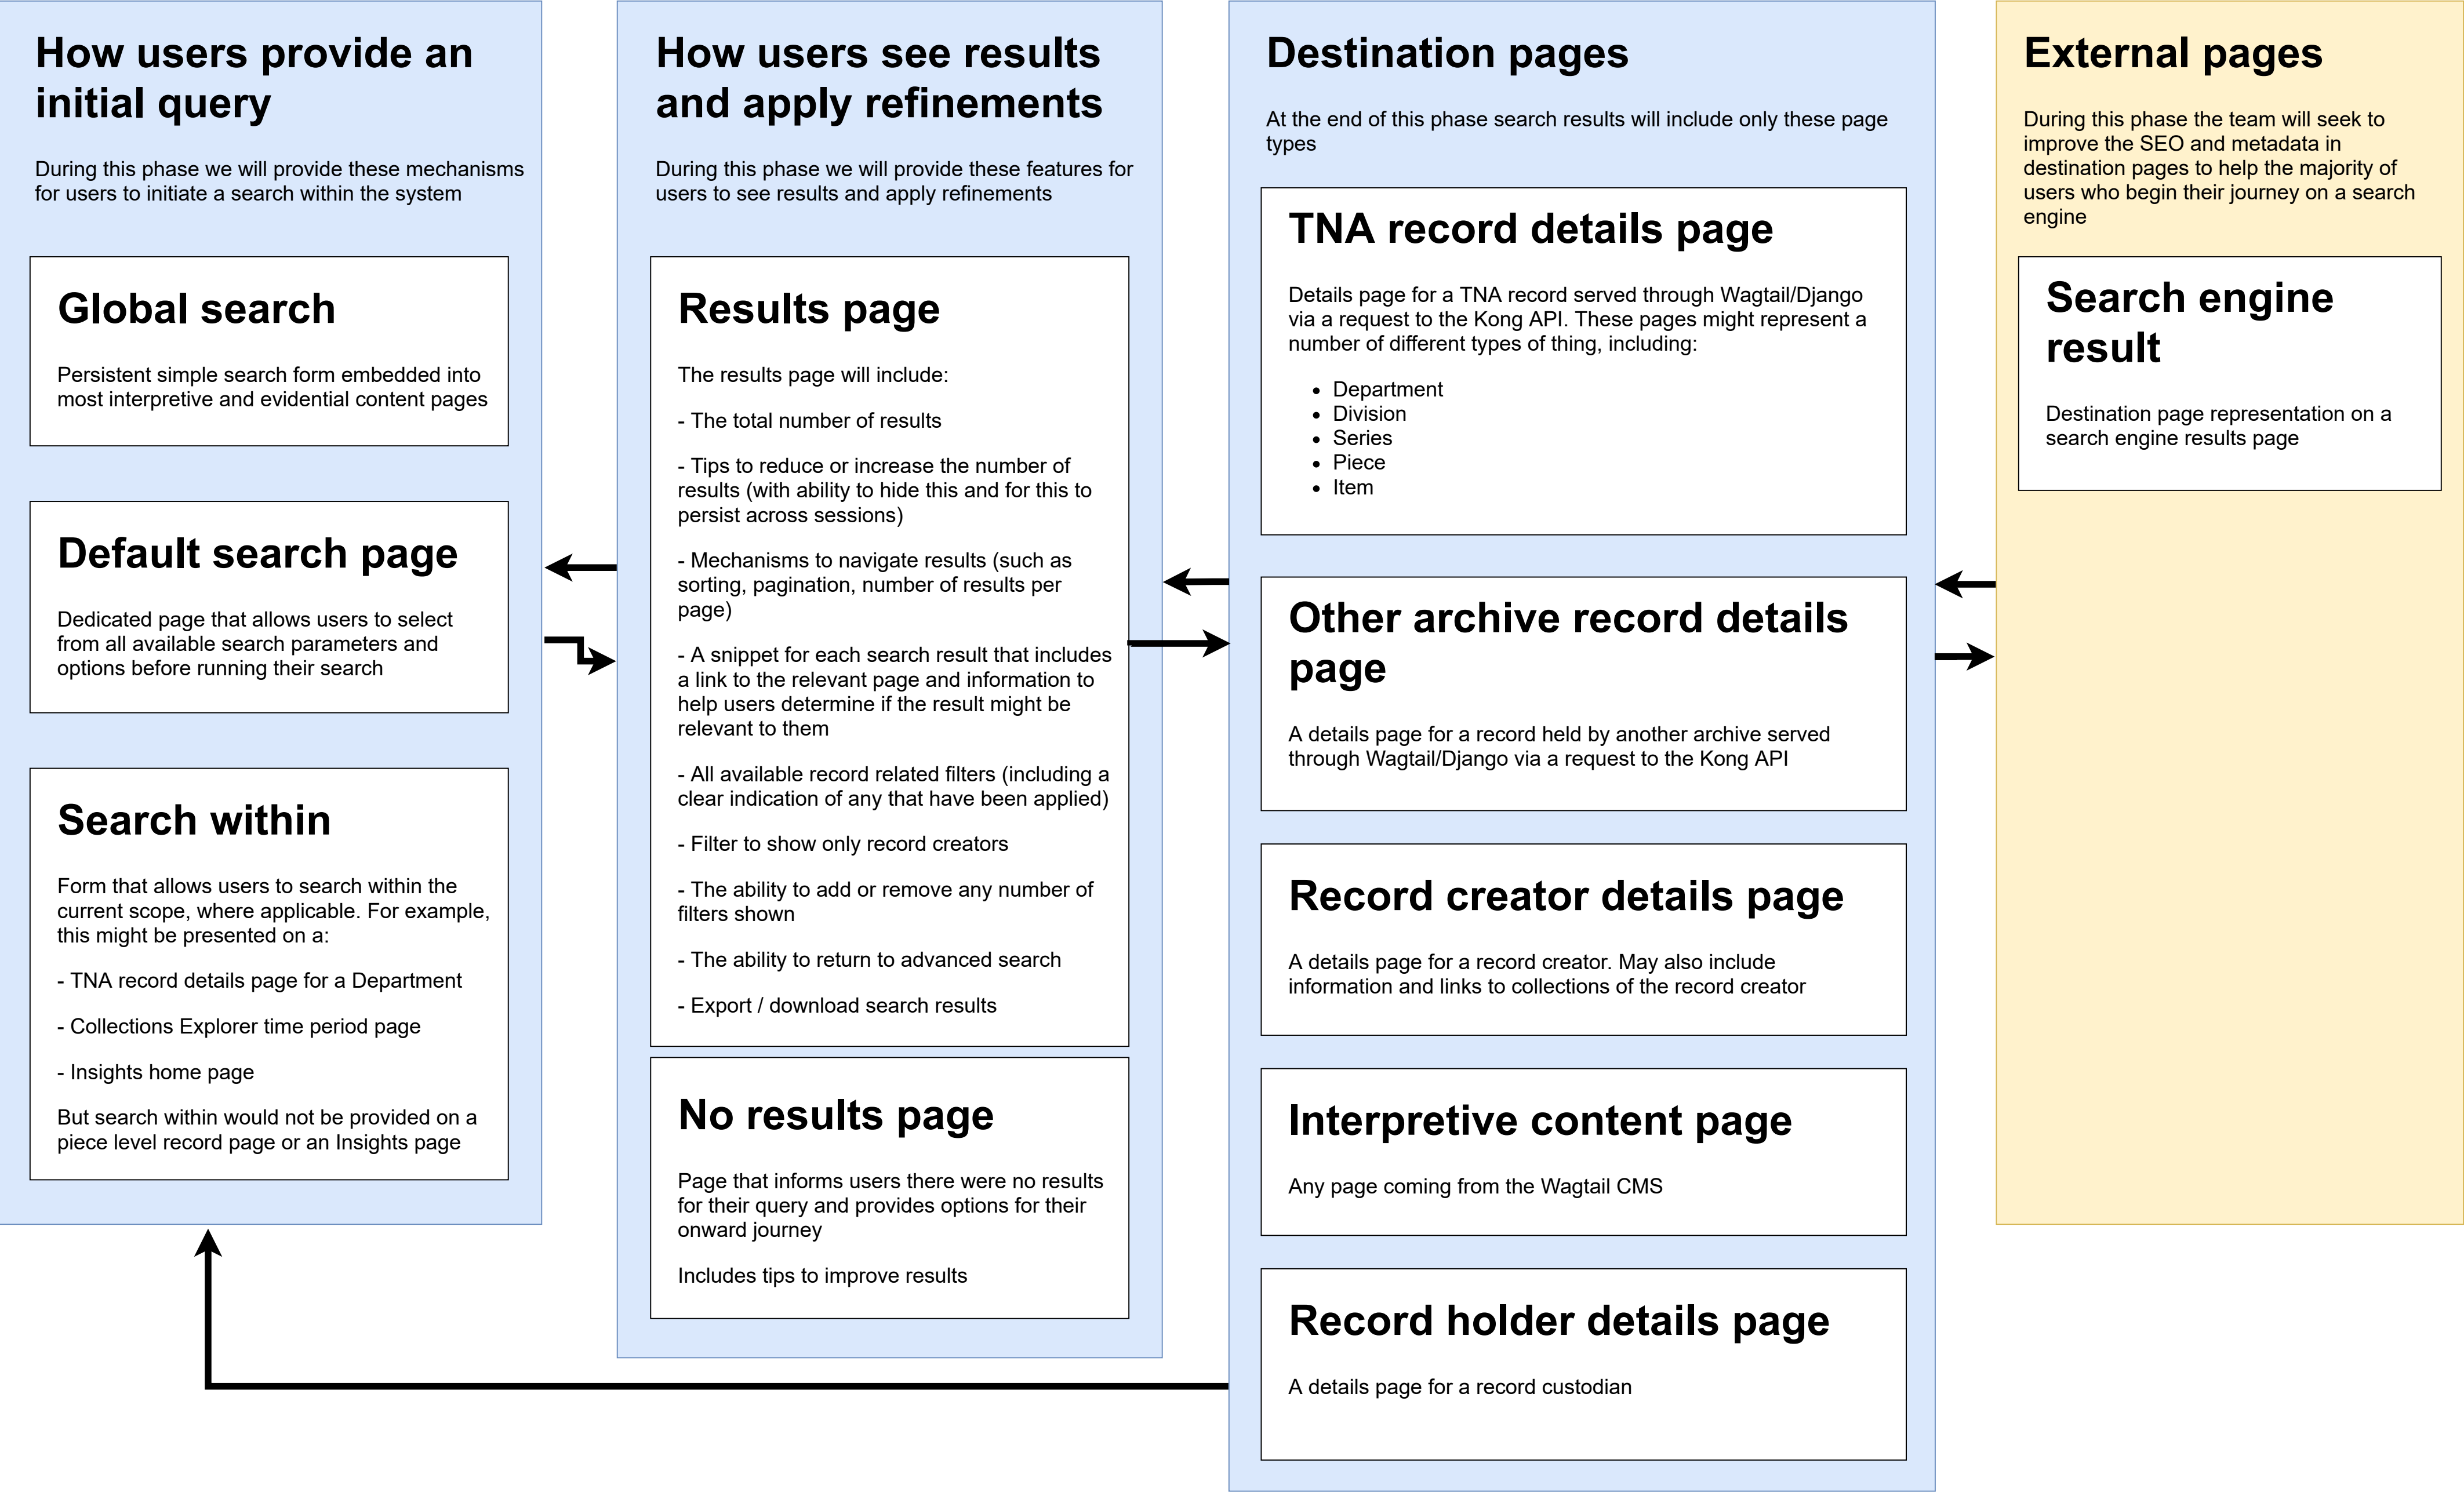 How users provide an
initial query
During this phase we will provide these mechanisms
for users to initiate a search within the system
Global search
Persistent simple search form embedded into
most interpretive and evidential content pages
Default search page
Dedicated page that allows users to select
from all available search parameters and
options before running their search
Search within
Form that allows users to search within the
current scope, where applicable. For example,
this might be presented on a:
- TNA record details page for a Department
- Collections Explorer time period page
- Insights home page
But search within would not be provided on a
piece level record page or an Insights page
How users see results
and apply refinements
During this phase we will provide these features for
users to see results and apply refinements
Results page
The results page will include:
- The total number of results
- Tips to reduce or increase the number of
results (with ability to hide this and for this to
persist across sessions)
- Mechanisms to navigate results (such as
sorting, pagination, number of results per
page)
- A snippet for each search result that includes
a link to the relevant page and information to
help users determine if the result might be
relevant to them
- All available record related filters (including a
clear indication of any that have been applied)
- Filter to show only record creators
- The ability to add or remove any number of
filters shown
- The ability to return to advanced search
- Export / download search results
No results page
Page that informs users there were no results
for their query and provides options for their
onward journey
Includes tips to improve results
Destination pages
At the end of this phase search results will include only these page
types
TNA record details page
Details page for a TNA record served through Wagtail/Django
via a request to the Kong API. These pages might represent a
number of different types of thing, including:
• Department
• Division
• Series
• Piece
• Item
Other archive record details
page
A details page for a record held by another archive served
through Wagtail/Django via a request to the Kong API
Record creator details page
A details page for a record creator. May also include
information and links to collections of the record creator
Interpretive content page
Any page coming from the Wagtail CMS
Record holder details page
A details page for a record custodian
External pages
During this phase the team will seek to
improve the SEO and metadata in
destination pages to help the majority of
users who begin their journey on a search
engine
Search engine
result
Destination page representation on a
search engine results page